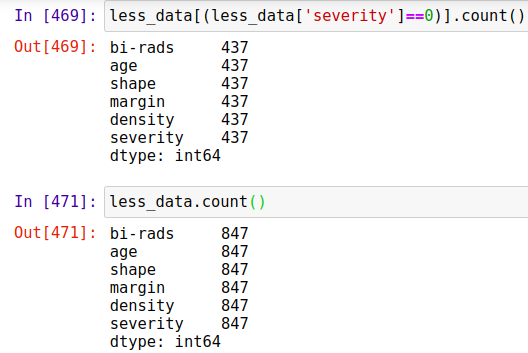 In [469]: less_data[(less_data['severity']==0)].count()
Out[469]: bi-rads     437
age         437
shape       437
margin      437
density     437
severity    437
dtype: int64
In [471]: less_data.count()
Out[471]: bi-rads     847
age         847
shape       847
margin      847
density     847
severity    847
dtype: int64